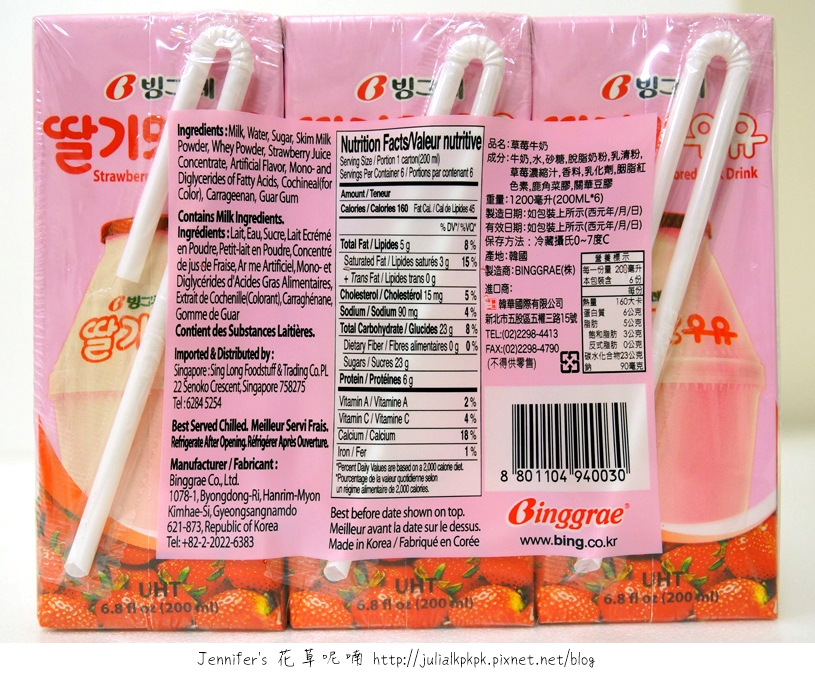 빙그레
빙그레
빙그레
딸기맛
Strawberry
우유
Drink
Ingredients : Milk, Water, Sugar, Skim Milk
Powder, Whey Powder, Strawberry Juice
Concentrate, Artificial Flavor, Mono- and
Diglycerides of Fatty Acids, Cochineal(for
Color), Carrageenan, Guar Gum
Contains Milk Ingredients.
Ingrédients : Lait, Eau, Sucre, Lait Ecrémé
en Poudre, Petit-lait en Poudre, Concentré
de jus de Fraise, Ar me Artificiel, Mono- et
Diglycérides d'Acides Gras Alimentaires,
Extrait de Cochenille(Colorant), Carraghénane,
Gomme de Guar
Contient des Substances Laitières.
Imported & Distributed by :
Singapore : Sing Long Foodstuff & Trading Co. PL
22 Senoko Crescent, Singapore 758275
Tel : 6284 5254
Best Served Chilled. Meilleur Servi Frais.
Refrigerate After Opening. Réfrigérer Après Ouverture.
Manufacturer / Fabricant :
Binggrae Co., Ltd.
1078-1, Byongdong-Ri, Hanrim-Myon
Kimhae-Si, Gyeongsangnamdo
621-873, Republic of Korea
Tel: +82-2-2022-6383
Nutrition Facts/Valeur nutritive
Serving Size / Portion 1 carton(200 ml)
Servings Per Container 6 / Portions par contenant 6
Amount / Teneur
Calories / Calories 160 Fat Cal. / Cal de Lipides 45
% DV*/ %VQ*
Total Fat / Lipides 5 g 8 %
Saturated Fat / Lipides saturés 3 g 15 %
+ Trans Fat / Lipides trans 0 g
Cholesterol / Cholestérol 15 mg 5 %
Sodium / Sodium 90 mg 4 %
Total Carbohydrate / Glucides 23 g 8 %
Dietary Fiber / Fibres alimentaires 0 g 0 %
Sugars / Sucres 23 g
Protein / Protéines 6 g
Vitamin A / Vitamine A 2 %
Vitamin C / Vitamine C 4 %
Calcium / Calcium 18 %
Iron / Fer 1 %
*Percent Daily Values are based on a 2,000 calorie diet.
*Pourcentage de la valeur quotidienne selon
un régime alimentaire de 2,000 calories.
Best before date shown on top.
Meilleur avant la date sur le dessus.
Made in Korea / Fabriqué en Corée
品名:草莓牛奶
成分:牛奶,水,砂糖,脫脂奶粉,乳清粉,
草莓濃縮汁,香料,乳化劑,胭脂紅
色素,鹿角菜膠,關華豆膠
重量:1200毫升(200ML*6)
製造日期:如包裝上所示(西元年/月/日)
有效日期:如包裝上所示(西元年/月/日)
保存方法:冷藏攝氏0~7度C
產地:韓國
製造商:BINGGRAE(株)
進口商:
韓華國際有限公司
新北市五股區五權三路15號
TEL:(02)2298-4413
FAX:(02)2298-4790
(不得供零售)
營養標示
每一份量 200毫升
本包裝含 6份
每份
熱量 160大卡
蛋白質 6公克
脂肪 5公克
飽和脂肪 3公克
反式脂肪 0公克
碳水化合物 23公克
鈉 90毫克
8 801104 940030
Binggrae
www.bing.co.kr
빙그레
딸기
우유
UHT
6.8 fl oz (200 ml)
UHT
6.8 fl oz (200 ml)
UHT
6.8 fl oz (200 ml)
Jennifer's 花草呢喃 http://julialkpkpk.pixnet.net/blog